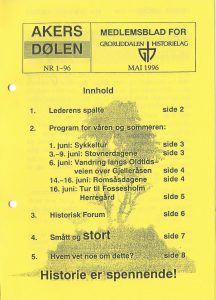 AKERS
DØLEN
NR 1-96
MEDLEMSBLAD FOR
GRORUDDALEN HISTORIELAG
MAI 1996
Innhold
1. Lederens spalte side 2
2. Program for våren og sommeren:
1. juni: Sykkeltur side 3
3.-9. juni: Stovnerdagene side 3
6. juni: Vandring langs Oldtids-
veien over Gjelleråsen side 4
14.-16. juni: Romsåsdagene side 4
16. juni: Tur til Fossesholm
Herregård side 5
3. Historisk Forum side 6
4. Smått og stort side 7
5. Hvem vet noe om dette? side 8
Historie er spennende!